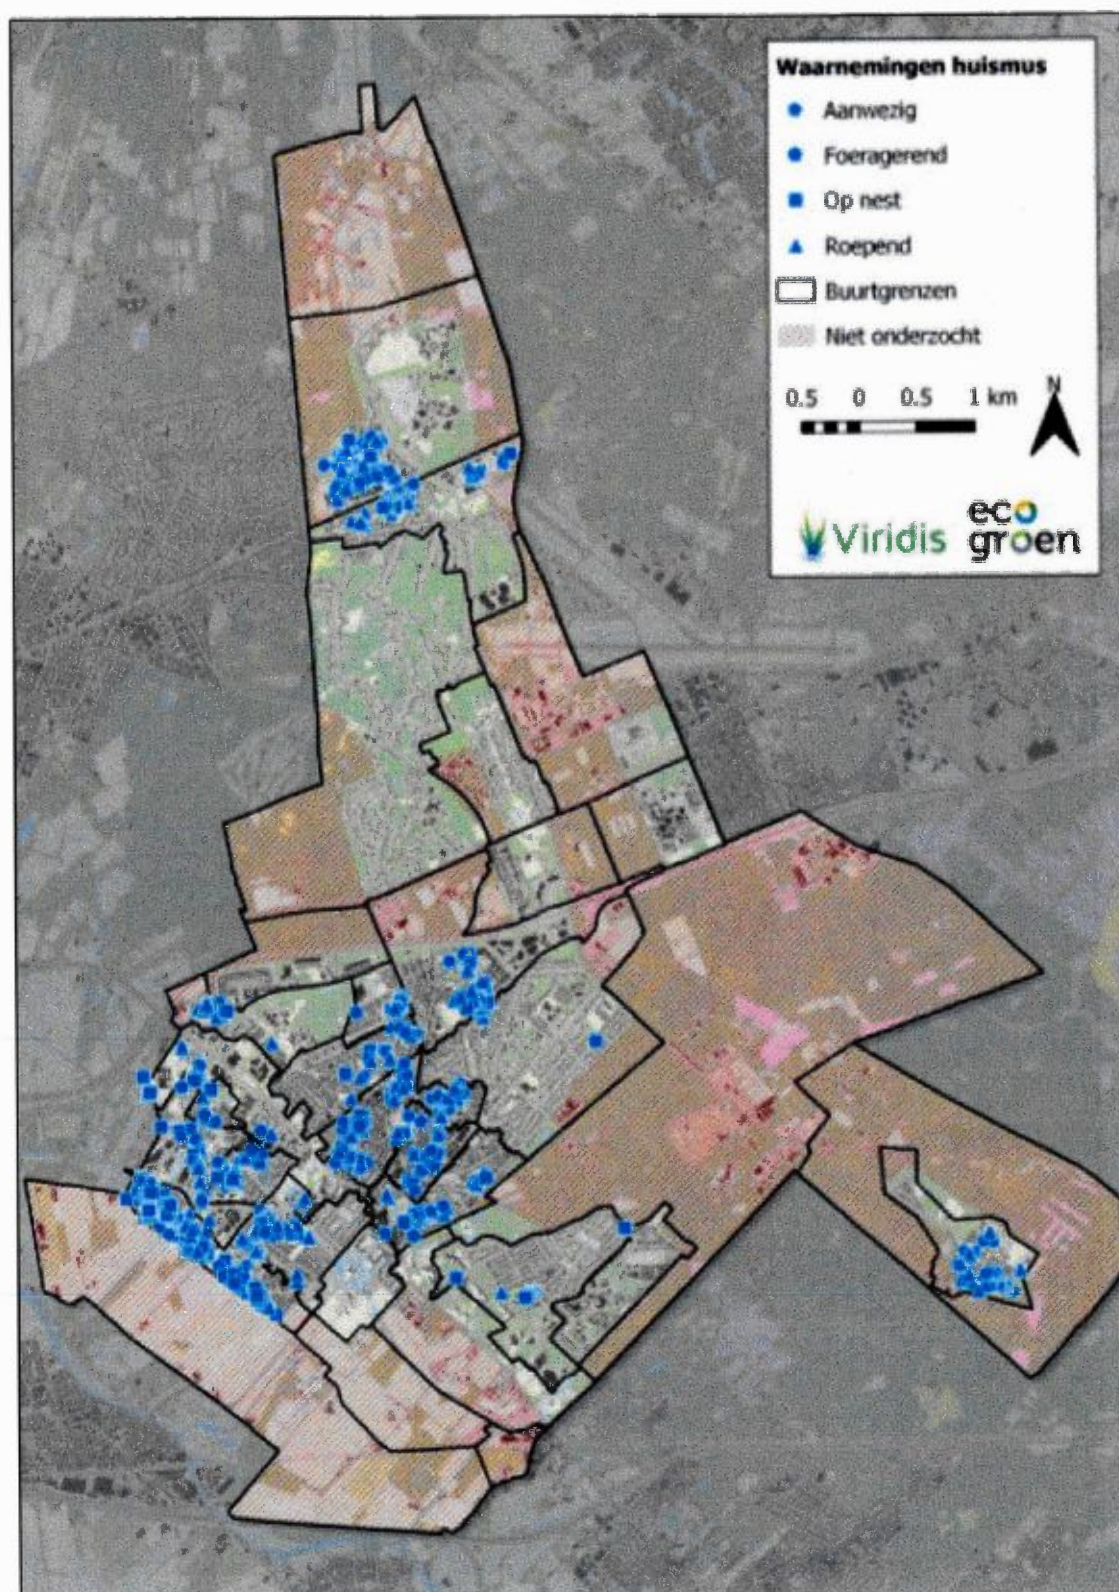 Waarnemingen huismus
Aanwezig
Foeragerend
Op nest
Roepend
Buurtgrenzen
Niet onderzocht
0.5 0 0.5 1 km
N
Viridis
eco
groen